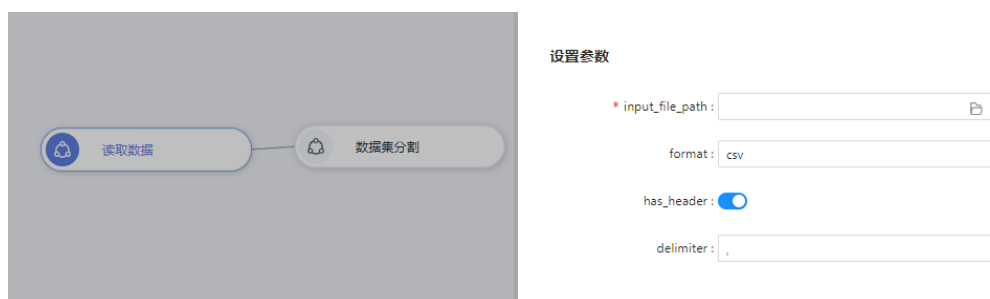 读取数据
数据集分割
设置参数
* input_file_path :
format : csv
has_header :
delimiter : ,